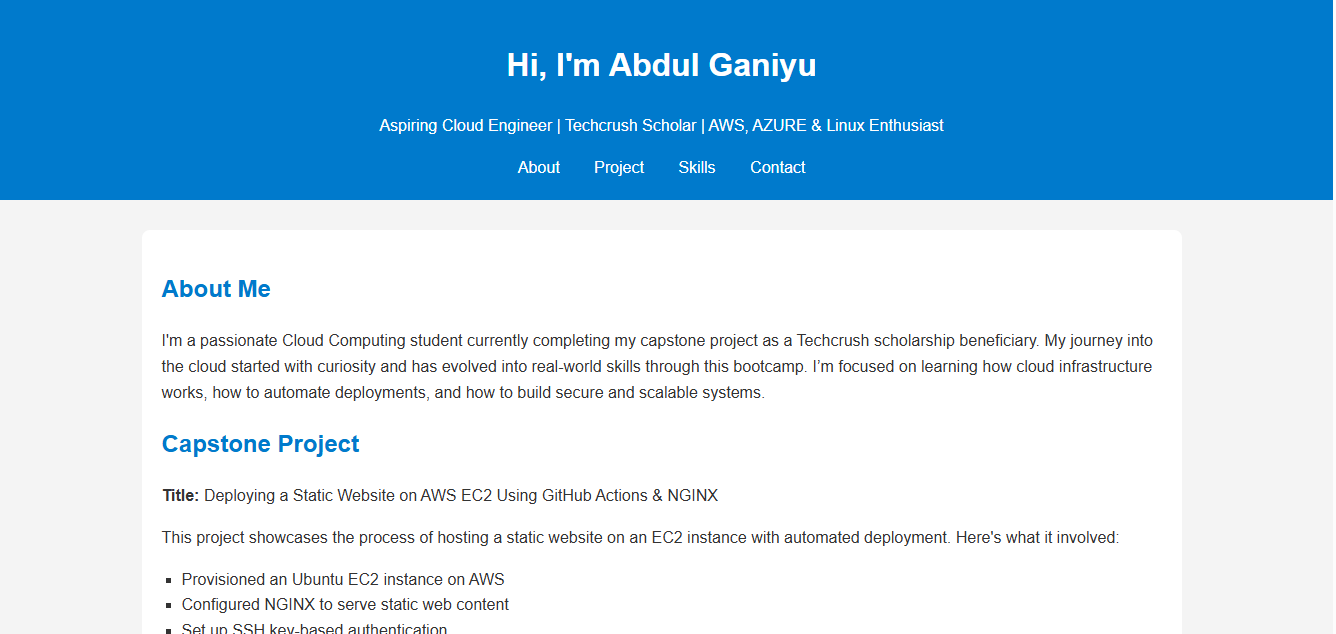 Hi, I'm Abdul Ganiyu
Aspiring Cloud Engineer | Techcrush Scholar | AWS, AZURE & Linux Enthusiast
About Project Skills Contact
About Me
I'm a passionate Cloud Computing student currently completing my capstone project as a Techcrush scholarship beneficiary. My journey into
the cloud started with curiosity and has evolved into real-world skills through this bootcamp. I’m focused on learning how cloud infrastructure
works, how to automate deployments, and how to build secure and scalable systems.
Capstone Project
Title: Deploying a Static Website on AWS EC2 Using GitHub Actions & NGINX
This project showcases the process of hosting a static website on an EC2 instance with automated deployment. Here's what it involved:
Provisioned an Ubuntu EC2 instance on AWS
Configured NGINX to serve static web content
Set up SSH key-based authentication